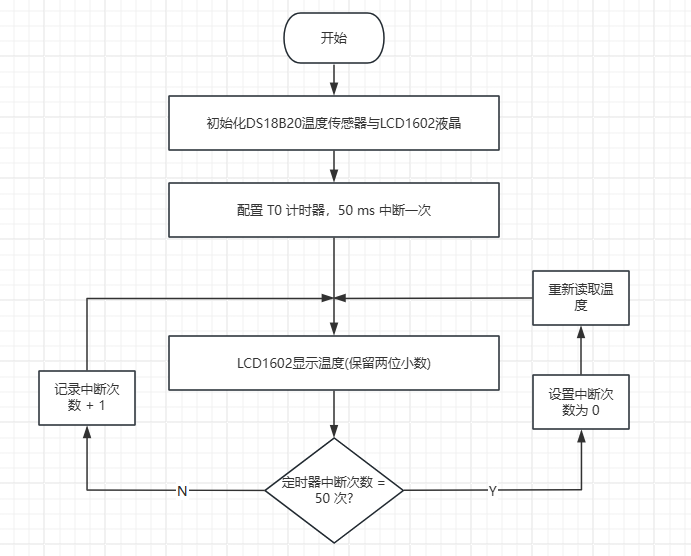 开始
初始化DS18B20温度传感器与LCD1602液晶
配置 T0 计时器，50 ms 中断一次
重新读取温
度
LCD1602显示温度(保留两位小数)
记录中断次
数 + 1
设置中断次
数为 0
定时器中断次数 =
50 次?
N
Y